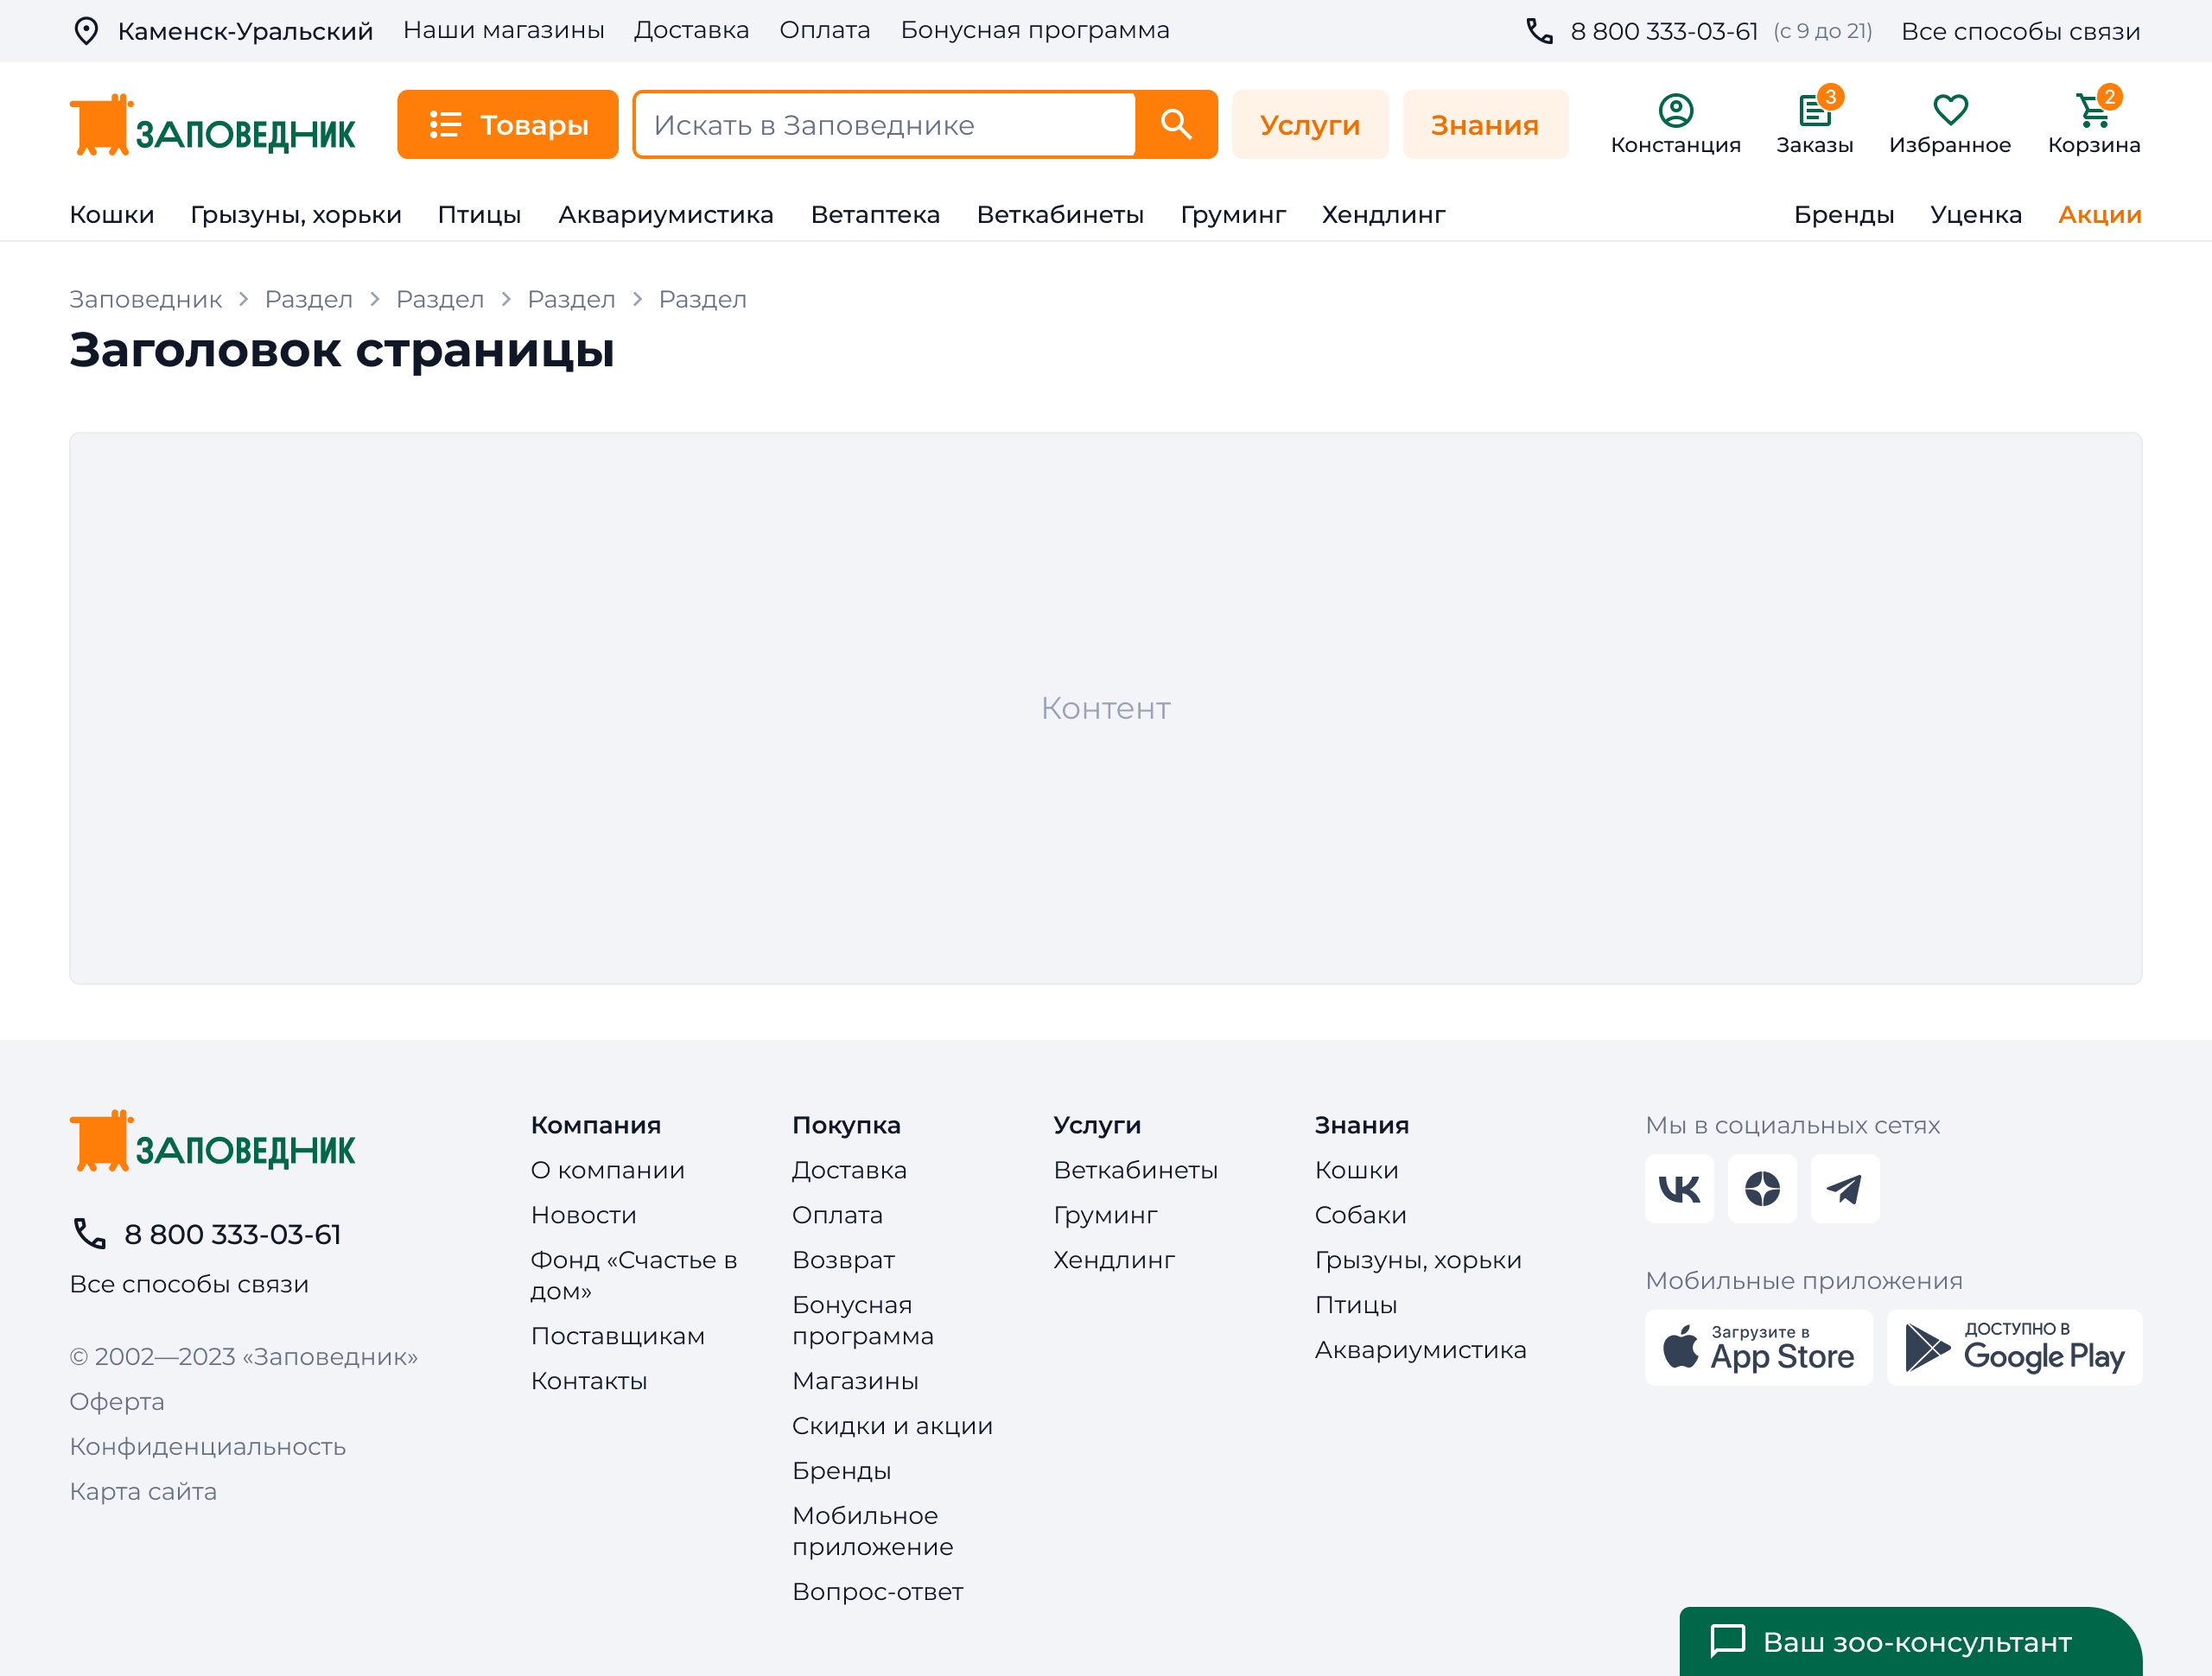 Каменск-Уральский Наши магазины Доставка Оплата Бонусная программа 8 800 333-03-61 (с 9 до 21) Все способы связи
ЗАПОВЕДНИК Товары Искать в Заповеднике Услуги Знания
3 2
Констанция Заказы Избранное Корзина
Кошки Грызуны, хорьки Птицы Аквариумистика Ветаптека Веткабинеты Груминг Хендлинг Бренды Уценка Акции
Заповедник Раздел Раздел Раздел Раздел
Заголовок страницы
Контент
ЗАПОВЕДНИК
8 800 333-03-61
Все способы связи
© 2002—2023 «Заповедник»
Оферта
Конфиденциальность
Карта сайта
Компания
О компании
Новости
Фонд «Счастье в
дом»
Поставщикам
Контакты
Покупка
Доставка
Оплата
Возврат
Бонусная
программа
Магазины
Скидки и акции
Бренды
Мобильное
приложение
Вопрос-ответ
Услуги
Веткабинеты
Груминг
Хендлинг
Знания
Кошки
Собаки
Грызуны, хорьки
Птицы
Аквариумистика
Мы в социальных сетях
Мобильные приложения
Загрузите в
App Store
ДОСТУПНО В
Google Play
Ваш зоо-консультант